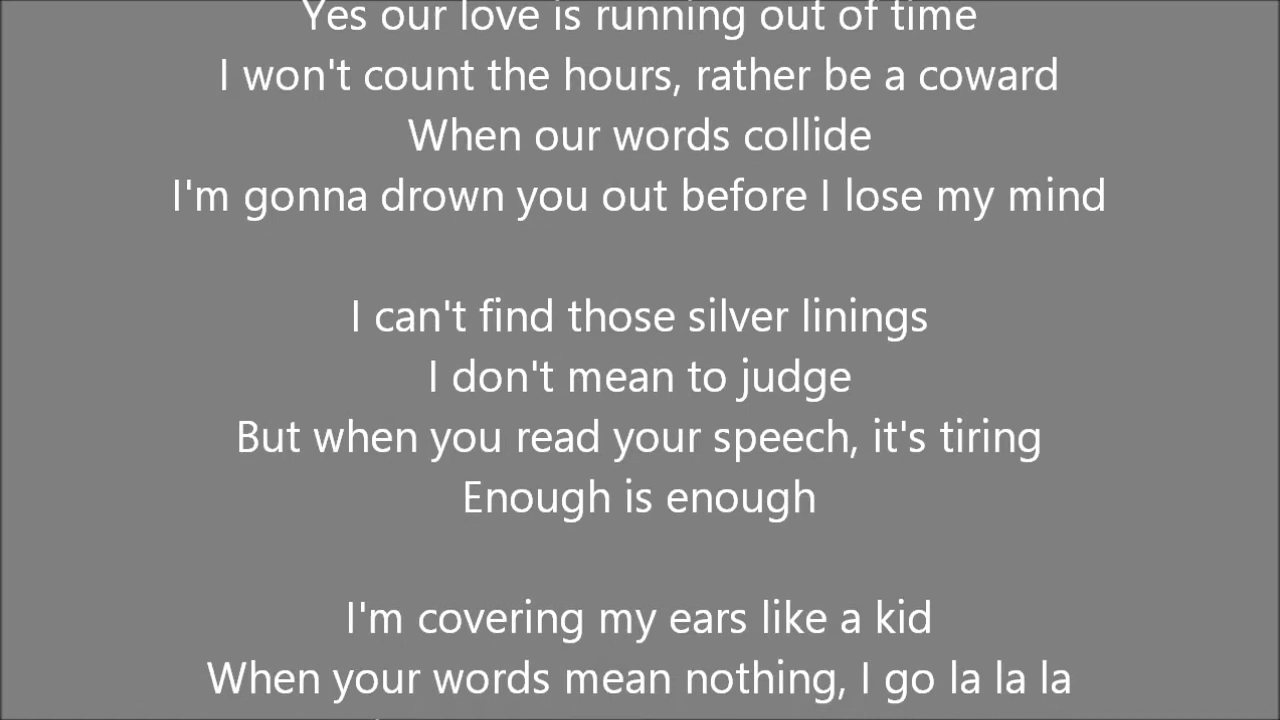 Yes our love is running out of time
I won't count the hours, rather be a coward
When our words collide
I'm gonna drown you out before I lose my mind
I can't find those silver linings
I don't mean to judge
But when you read your speech, it's tiring
Enough is enough
I'm covering my ears like a kid
When your words mean nothing, I go la la la